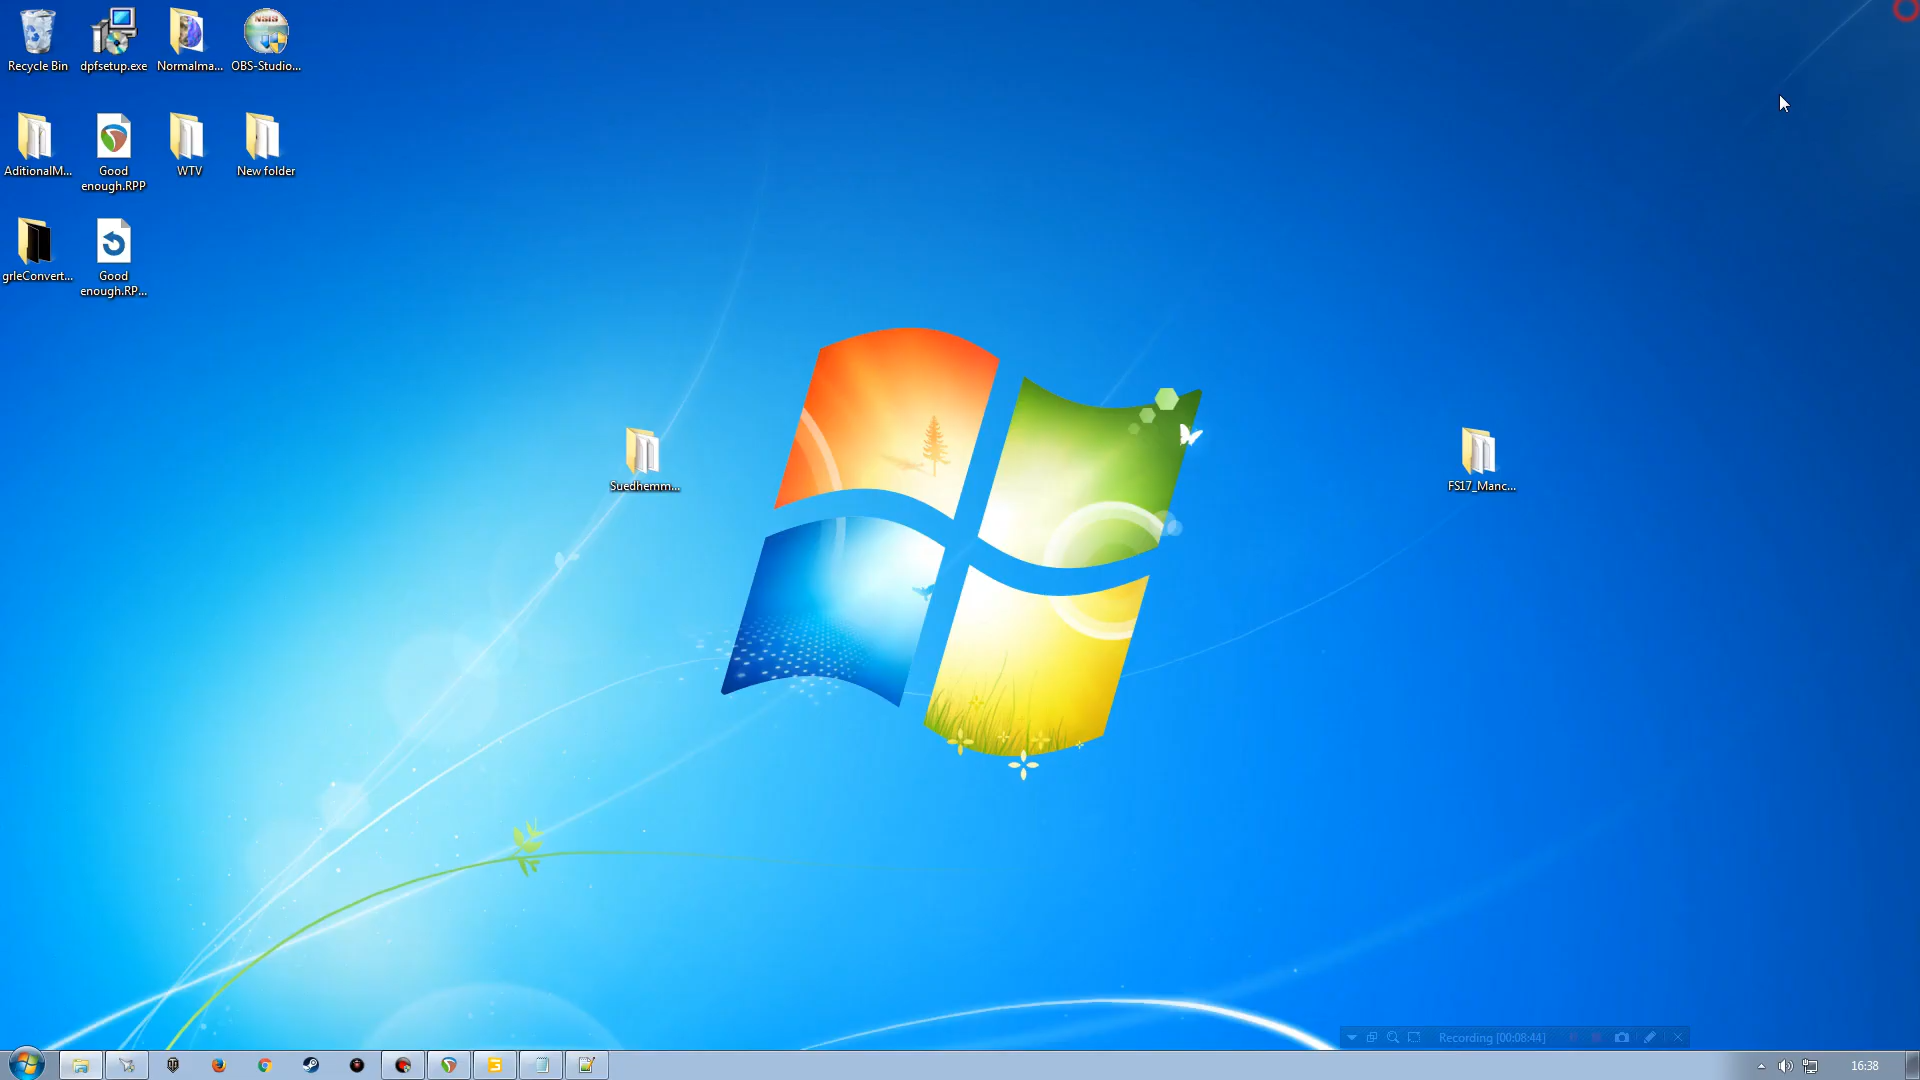 Recycle Bin
dpfsetup.exe
Normalma...
OBS-Studio...
AditionalM...
Good
enough.RPP
WTV
New folder
grleConvert...
Good
enough.RP...
Suedhemm...
FS17_Manc...
Recording [00:08:44]
16:38